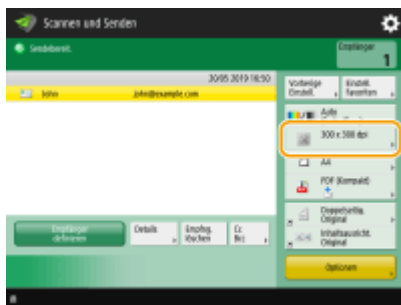 Scannen und Senden
Sendebereit.
Empfänger
1
20/05 2019 16:50
John john@example.com
Vorherige Einstell.
Einstell. Favoriten
Auto
300 x 300 dpi
A4
PDF (Kompakt)
Doppelseitig. Original
Inhaltsausricht. Original
Empfänger definieren
Details
Empfng. löschen
Cc Bcc
Optionen